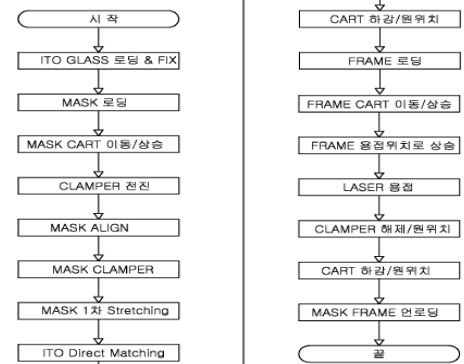 시 작
ITO GLASS 로딩 & FIX
MASK 로딩
MASK CART 이동/상승
CLAMPER 전진
MASK ALIGN
MASK CLAMPER
MASK 1차 Stretching
ITO Direct Matching
CART 하강/원위치
FRAME 로딩
FRAME CART 이동/상승
FRAME 용접위치로 상승
LASER 용접
CLAMPER 해제/원위치
CART 하강/원위치
MASK FRAME 언로딩
끝